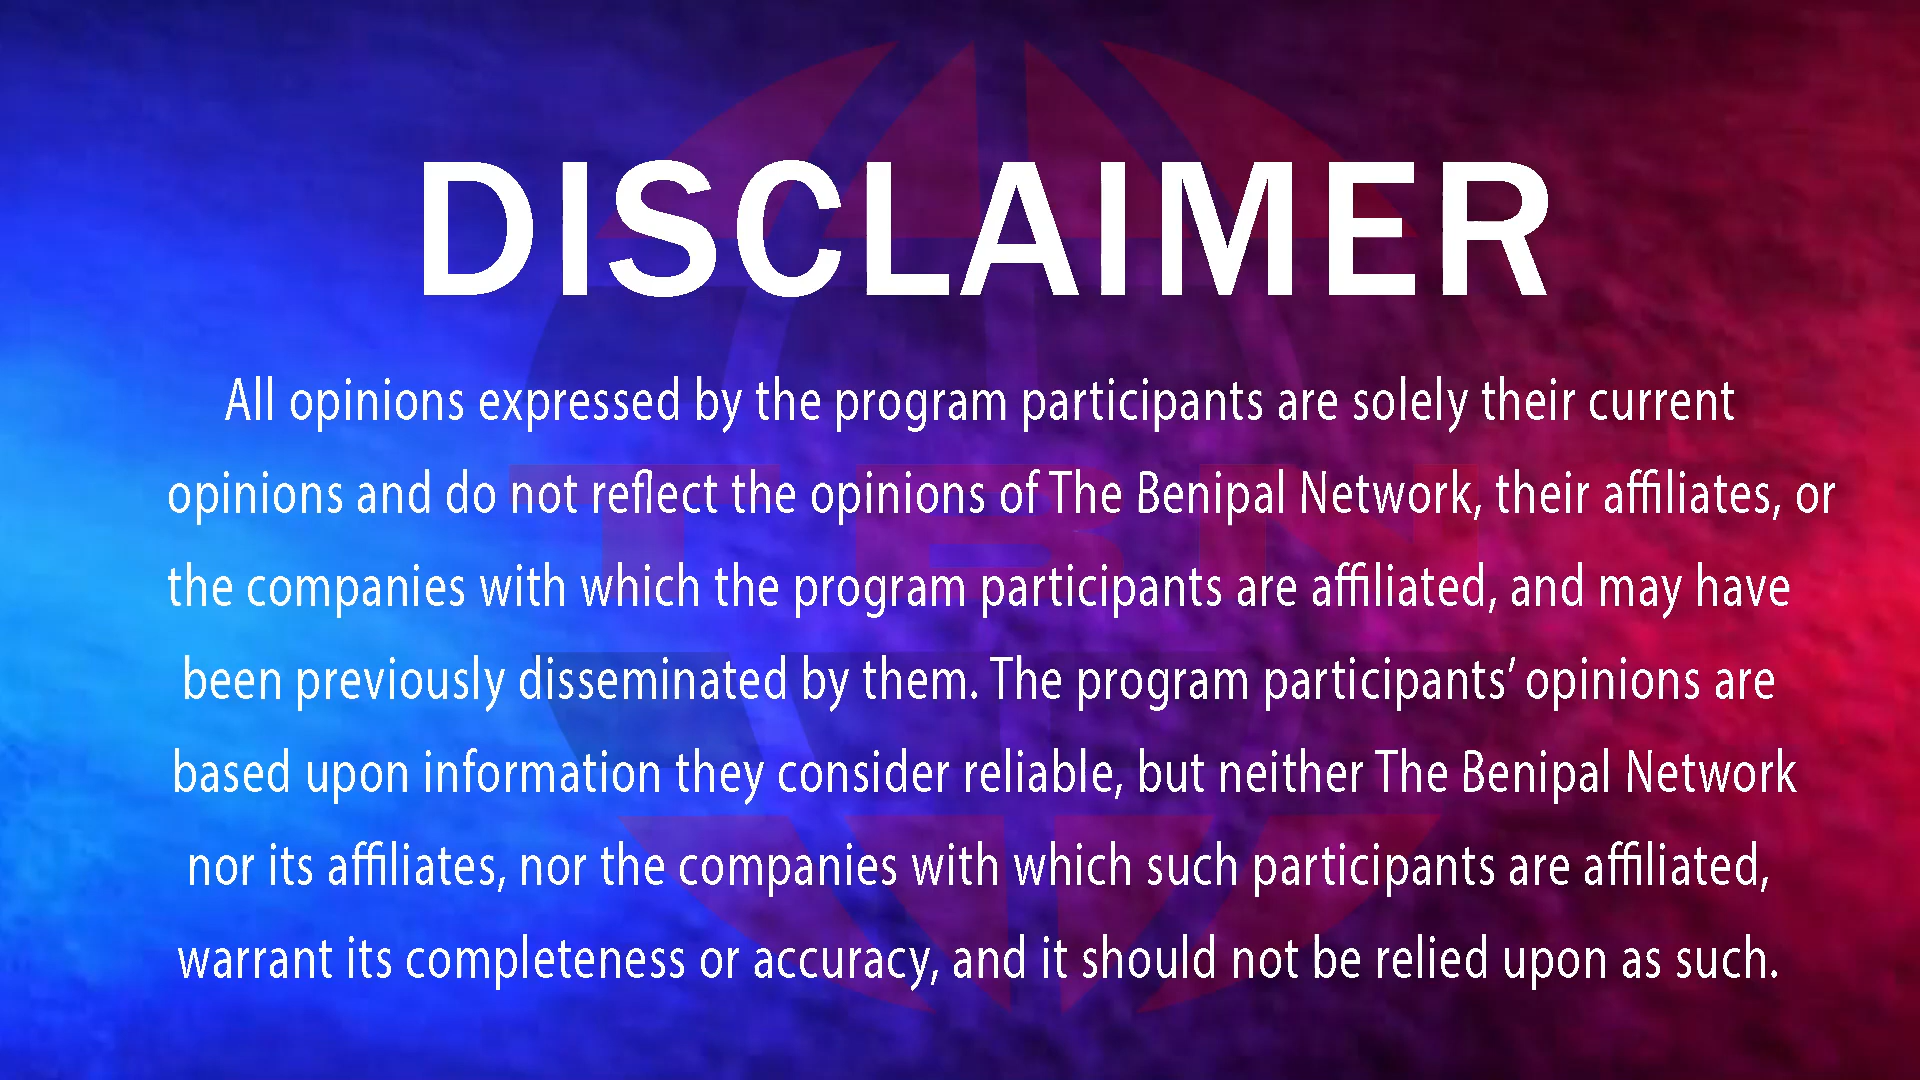 DISCLAIMER
All opinions expressed by the program participants are solely their current
opinions and do not reflect the opinions of The Benipal Network, their affiliates, or
the companies with which the program participants are affiliated, and may have
been previously disseminated by them. The program participants’ opinions are
based upon information they consider reliable, but neither The Benipal Network
nor its affiliates, nor the companies with which such participants are affiliated,
warrant its completeness or accuracy, and it should not be relied upon as such.
TBN